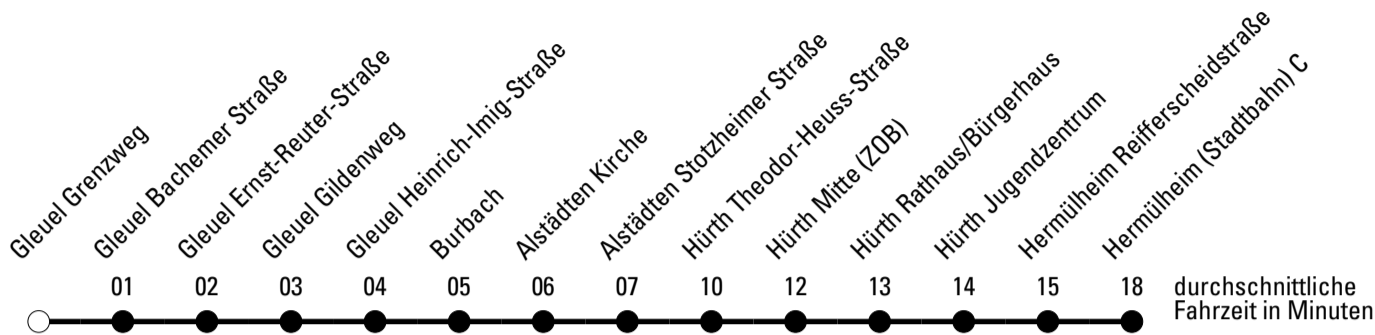 Gleuel Grenzweg
Gleuel Bachemer Straße
Gleuel Ernst-Reuter-Straße
Gleuel Gildenweg
Gleuel Heinrich-Imig-Straße
Burbach
Alstädten Kirche
Alstädten Stotzheimer Straße
Hürth Theodor-Heuss-Straße
Hürth Mitte (ZOB)
Hürth Rathaus/Bürgerhaus
Hürth Jugendzentrum
Hermülheim Reifferscheidstraße
Hermülheim (Stadtbahn) C
01 02 03 04 05 06 07 10 12 13 14 15 18
durchschnittliche
Fahrzeit in Minuten